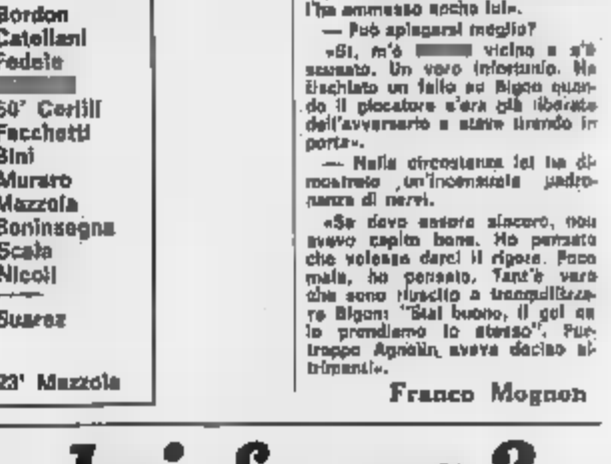 Bordon
Catellani
Fedele
60' Cerilli
Facchetti
Bini
Muraro
Mazzola
Boninsegna
Scala
Nicoli
Suarez
23' Mazzola
l'ha ammesso anche lui».
— Può spiegarsi meglio?
«Sì, m'è vicino e s'è
scusato. Un vero infortunio. Ha
fischiato un fallo su Bigon quan-
do il giocatore s'era già liberato
dell'avversario e stava tirando in
porta».
— Nella circostanza lei ha di-
mostrato un'incensurata padro-
nanza di nervi.
«Se devo essere sincero, non
avevo capito bene. Ho pensato
che volesse darci il rigore. Poco
male, ho pensato. Tant'è vero
che sono riuscito a tranquillizza-
re Bigon: "Stai buono, il gol
lo prendiamo lo stesso". Pur-
troppo Agnolin aveva deciso al-
trimenti».
Franco Mognon